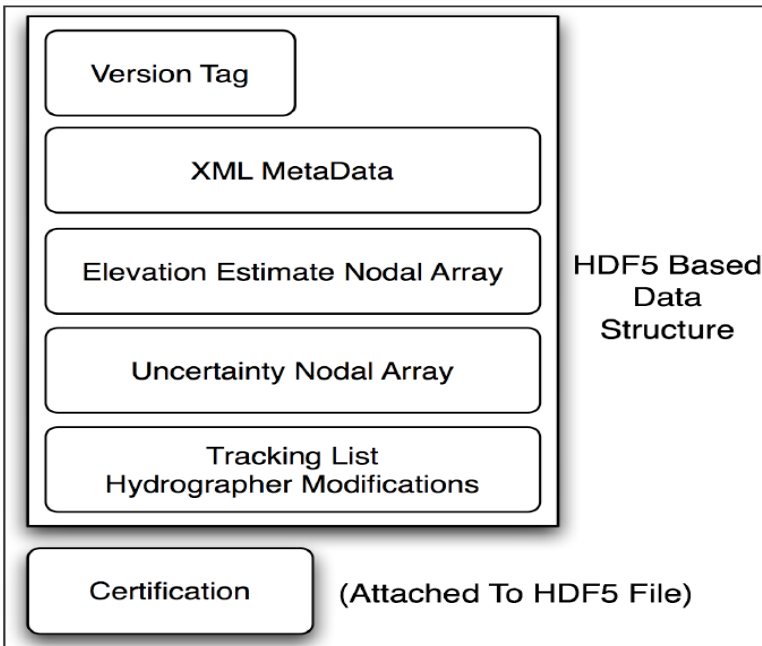 Version Tag
XML MetaData
Elevation Estimate Nodal Array
Uncertainty Nodal Array
Tracking List
Hydrographer Modifications
HDF5 Based
Data
Structure
Certification
(Attached To HDF5 File)